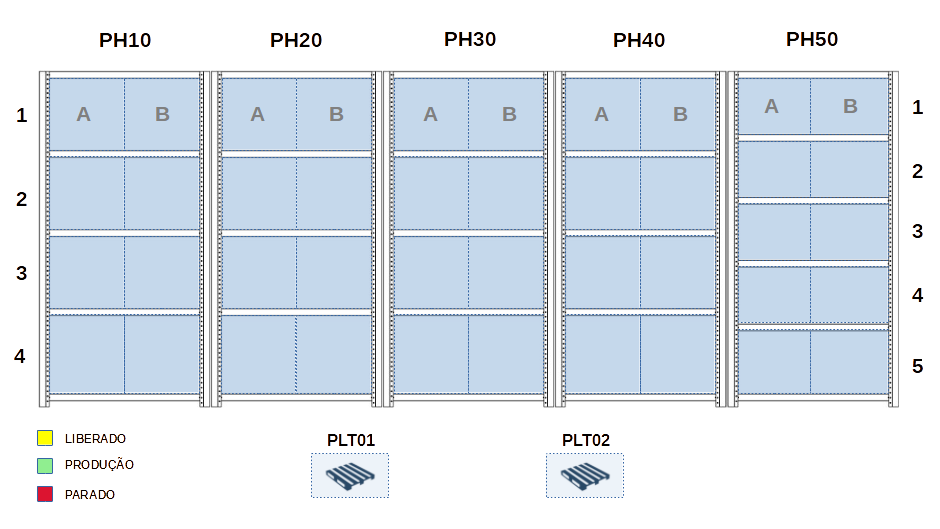 PH10 PH20 PH30 PH40 PH50
1 A B A B A B A B A B 1
2 2
3 3
4 4
5
LIBERADO
PRODUÇÃO
PARADO
PLT01 PLT02